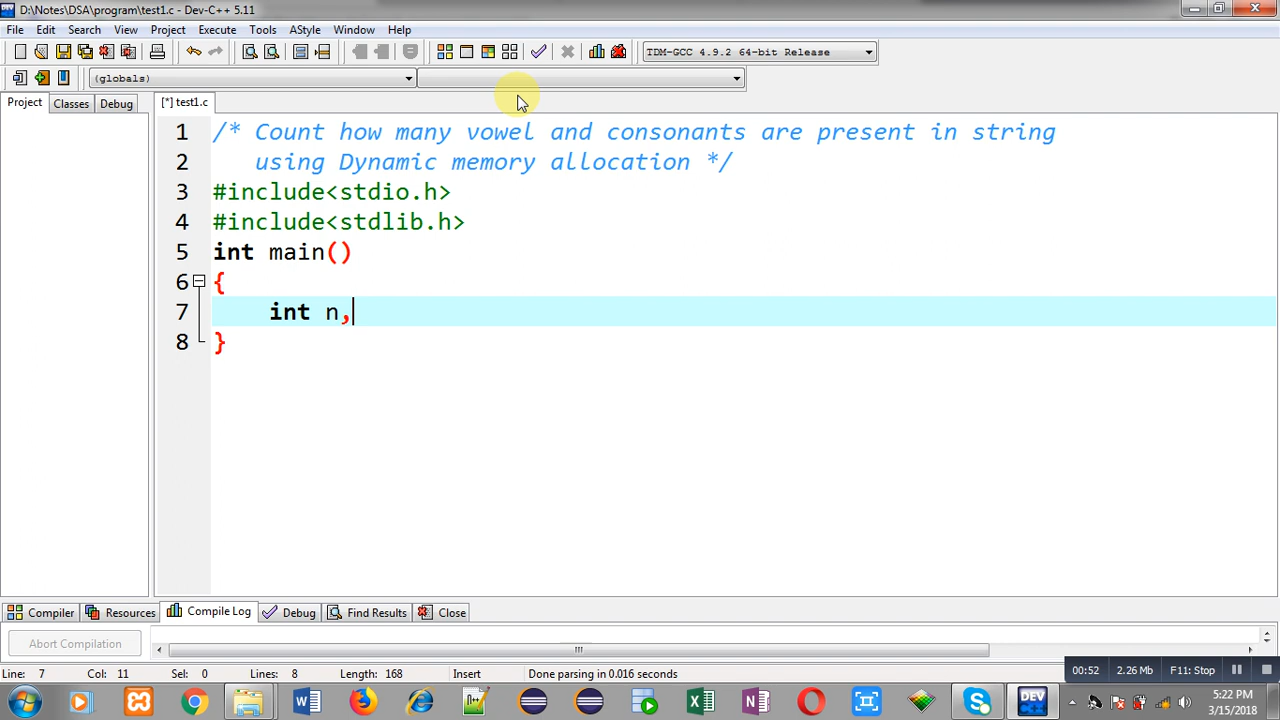 D:\Notes\DSA\program\test1.c - Dev-C++ 5.11
File Edit Search View Project Execute Tools AStyle Window Help
TDM-GCC 4.9.2 64-bit Release
(globals)
Project Classes Debug [*] test1.c
1 /* Count how many vowel and consonants are present in string
2 using Dynamic memory allocation */
3 #include<stdio.h>
4 #include<stdlib.h>
5 int main()
6 {
7 int n,
8 }
Compiler Resources Compile Log Debug Find Results Close
Abort Compilation
Line: 7 Col: 11 Sel: 0 Lines: 8 Length: 168 Insert Done parsing in 0.016 seconds
00:52 2.26 Mb F11: Stop
DEV
5:22 PM
3/15/2018